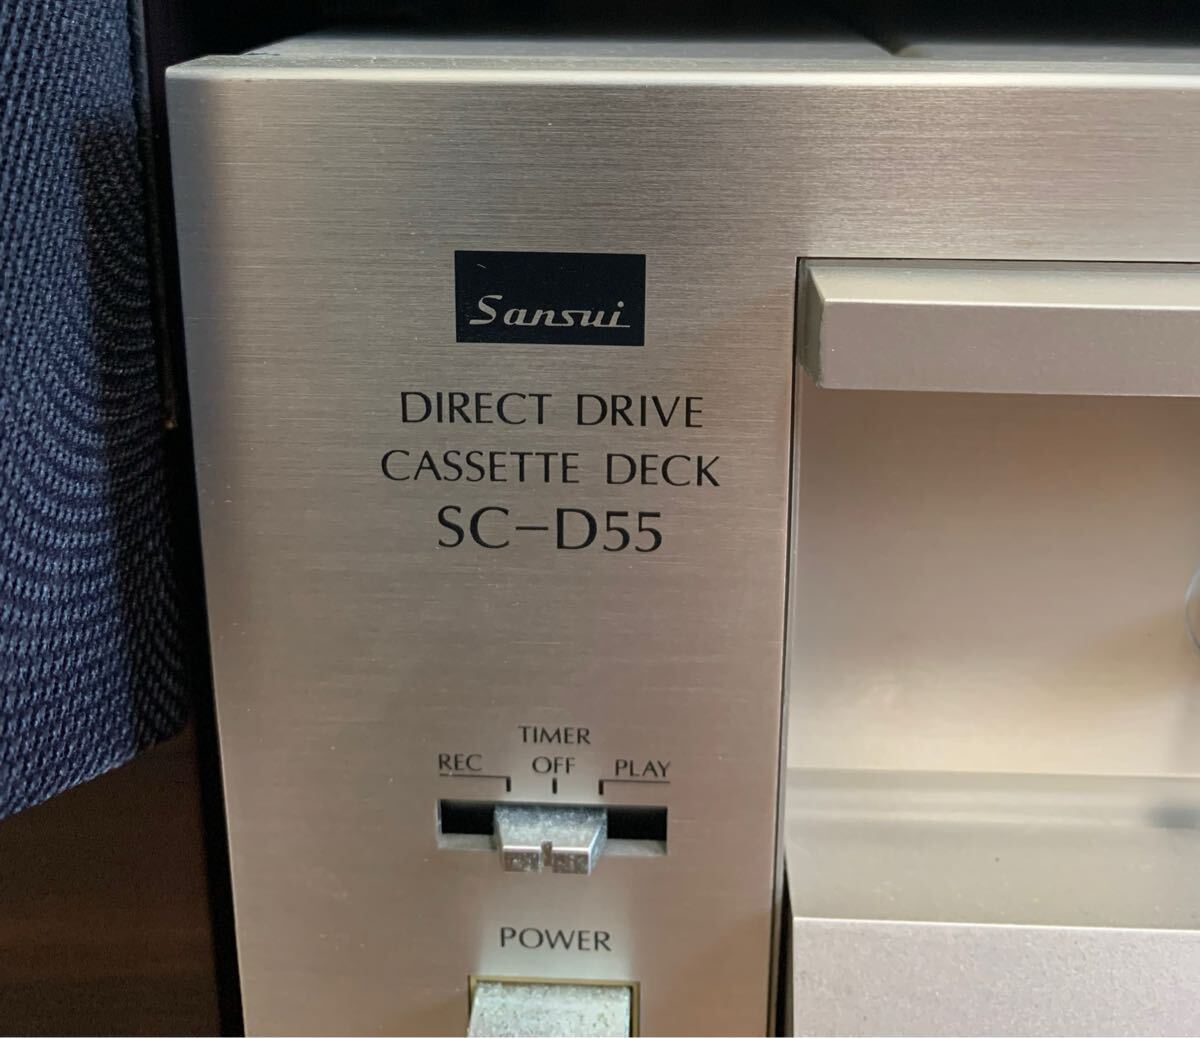 Sansui
DIRECT DRIVE
CASSETTE DECK
SC-D55
TIMER
REC OFF PLAY
POWER